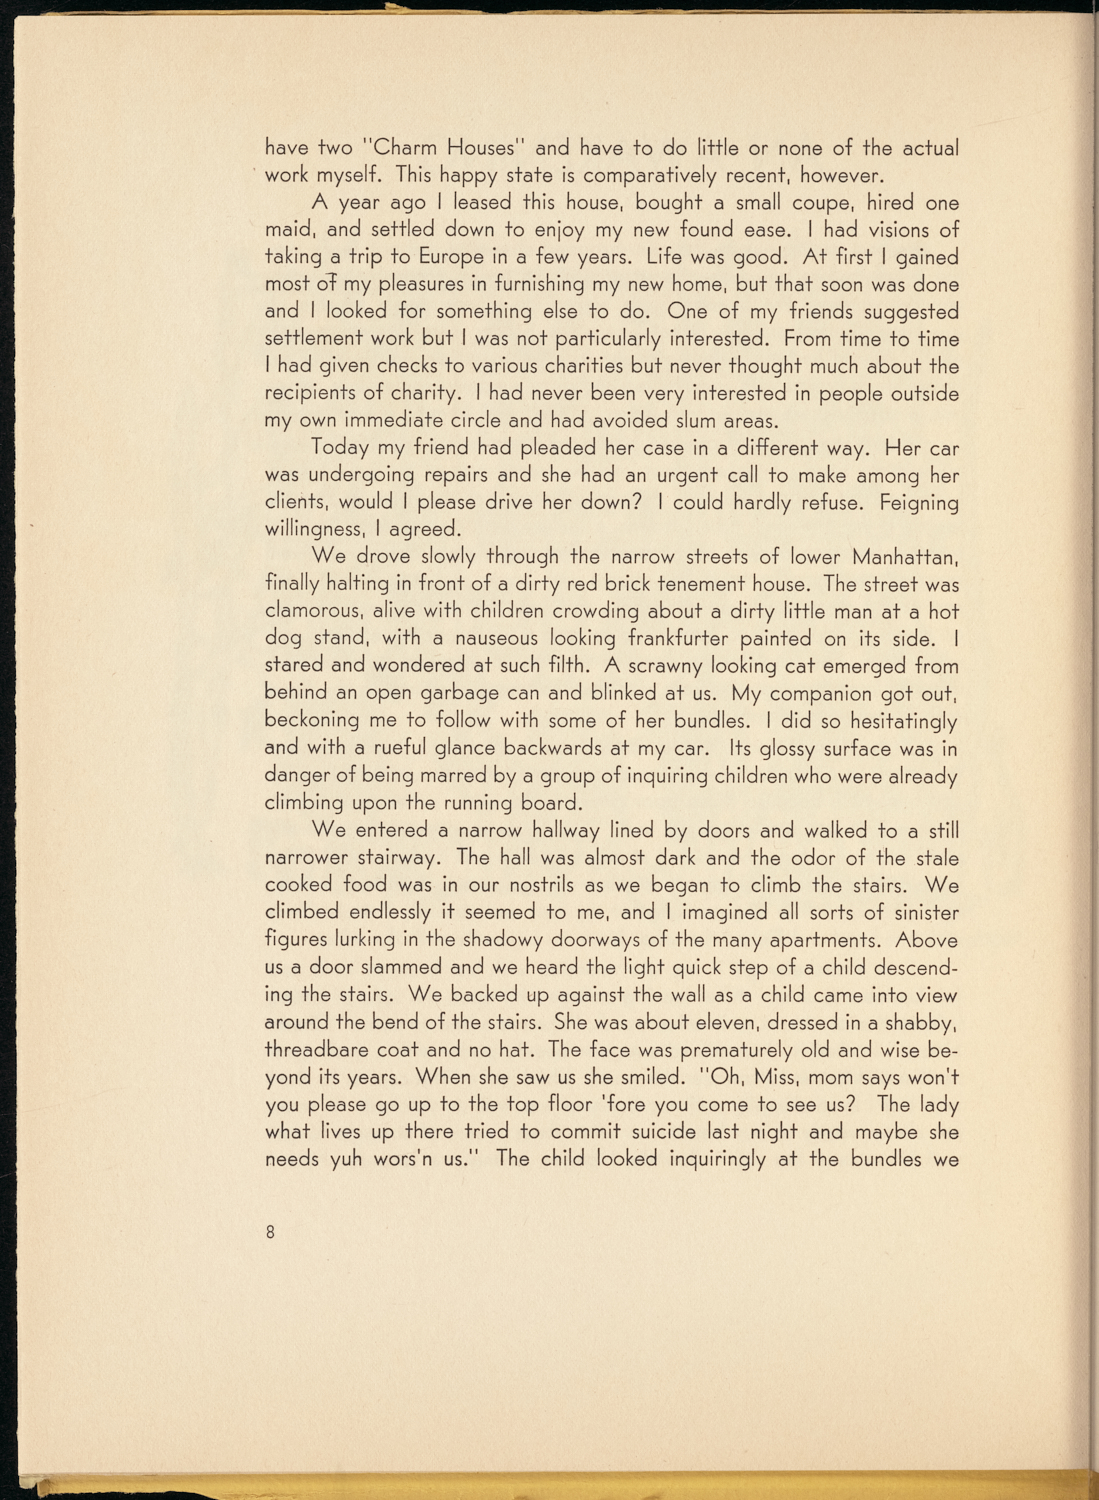 have two "Charm Houses" and have to do little or none of the actual
work myself. This happy state is comparatively recent, however.
A year ago I leased this house, bought a small coupe, hired one
maid, and settled down to enjoy my new found ease. I had visions of
taking a trip to Europe in a few years. Life was good. At first I gained
most of my pleasures in furnishing my new home, but that soon was done
and I looked for something else to do. One of my friends suggested
settlement work but I was not particularly interested. From time to time
I had given checks to various charities but never thought much about the
recipients of charity. I had never been very interested in people outside
my own immediate circle and had avoided slum areas.
Today my friend had pleaded her case in a different way. Her car
was undergoing repairs and she had an urgent call to make among her
clients, would I please drive her down? I could hardly refuse. Feigning
willingness, I agreed.
We drove slowly through the narrow streets of lower Manhattan,
finally halting in front of a dirty red brick tenement house. The street was
clamorous, alive with children crowding about a dirty little man at a hot
dog stand, with a nauseous looking frankfurter painted on its side. I
stared and wondered at such filth. A scrawny looking cat emerged from
behind an open garbage can and blinked at us. My companion got out,
beckoning me to follow with some of her bundles. I did so hesitatingly
and with a rueful glance backwards at my car. Its glossy surface was in
danger of being marred by a group of inquiring children who were already
climbing upon the running board.
We entered a narrow hallway lined by doors and walked to a still
narrower stairway. The hall was almost dark and the odor of the stale
cooked food was in our nostrils as we began to climb the stairs. We
climbed endlessly it seemed to me, and I imagined all sorts of sinister
figures lurking in the shadowy doorways of the many apartments. Above
us a door slammed and we heard the light quick step of a child descend-
ing the stairs. We backed up against the wall as a child came into view
around the bend of the stairs. She was about eleven, dressed in a shabby,
threadbare coat and no hat. The face was prematurely old and wise be-
yond its years. When she saw us she smiled. "Oh, Miss, mom says won't
you please go up to the top floor 'fore you come to see us? The lady
what lives up there tried to commit suicide last night and maybe she
needs yuh wors'n us." The child looked inquiringly at the bundles we
8